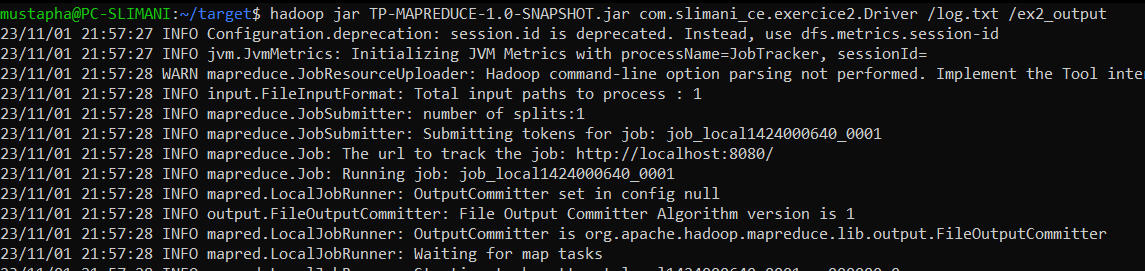 mustapha@PC-SLIMANI:~/target$ hadoop jar TP-MAPREDUCE-1.0-SNAPSHOT.jar com.slimani_ce.exercice2.Driver /log.txt /ex2_output
23/11/01 21:57:27 INFO Configuration.deprecation: session.id is deprecated. Instead, use dfs.metrics.session-id
23/11/01 21:57:27 INFO jvm.JvmMetrics: Initializing JVM Metrics with processName=JobTracker, sessionId=
23/11/01 21:57:28 WARN mapreduce.JobResourceUploader: Hadoop command-line option parsing not performed. Implement the Tool inte
23/11/01 21:57:28 INFO input.FileInputFormat: Total input paths to process : 1
23/11/01 21:57:28 INFO mapreduce.JobSubmitter: number of splits:1
23/11/01 21:57:28 INFO mapreduce.JobSubmitter: Submitting tokens for job: job_local1424000640_0001
23/11/01 21:57:28 INFO mapreduce.Job: The url to track the job: http://localhost:8080/
23/11/01 21:57:28 INFO mapreduce.Job: Running job: job_local1424000640_0001
23/11/01 21:57:28 INFO mapred.LocalJobRunner: OutputCommitter set in config null
23/11/01 21:57:28 INFO output.FileOutputCommitter: File Output Committer Algorithm version is 1
23/11/01 21:57:28 INFO mapred.LocalJobRunner: OutputCommitter is org.apache.hadoop.mapreduce.lib.output.FileOutputCommitter
23/11/01 21:57:28 INFO mapred.LocalJobRunner: Waiting for map tasks